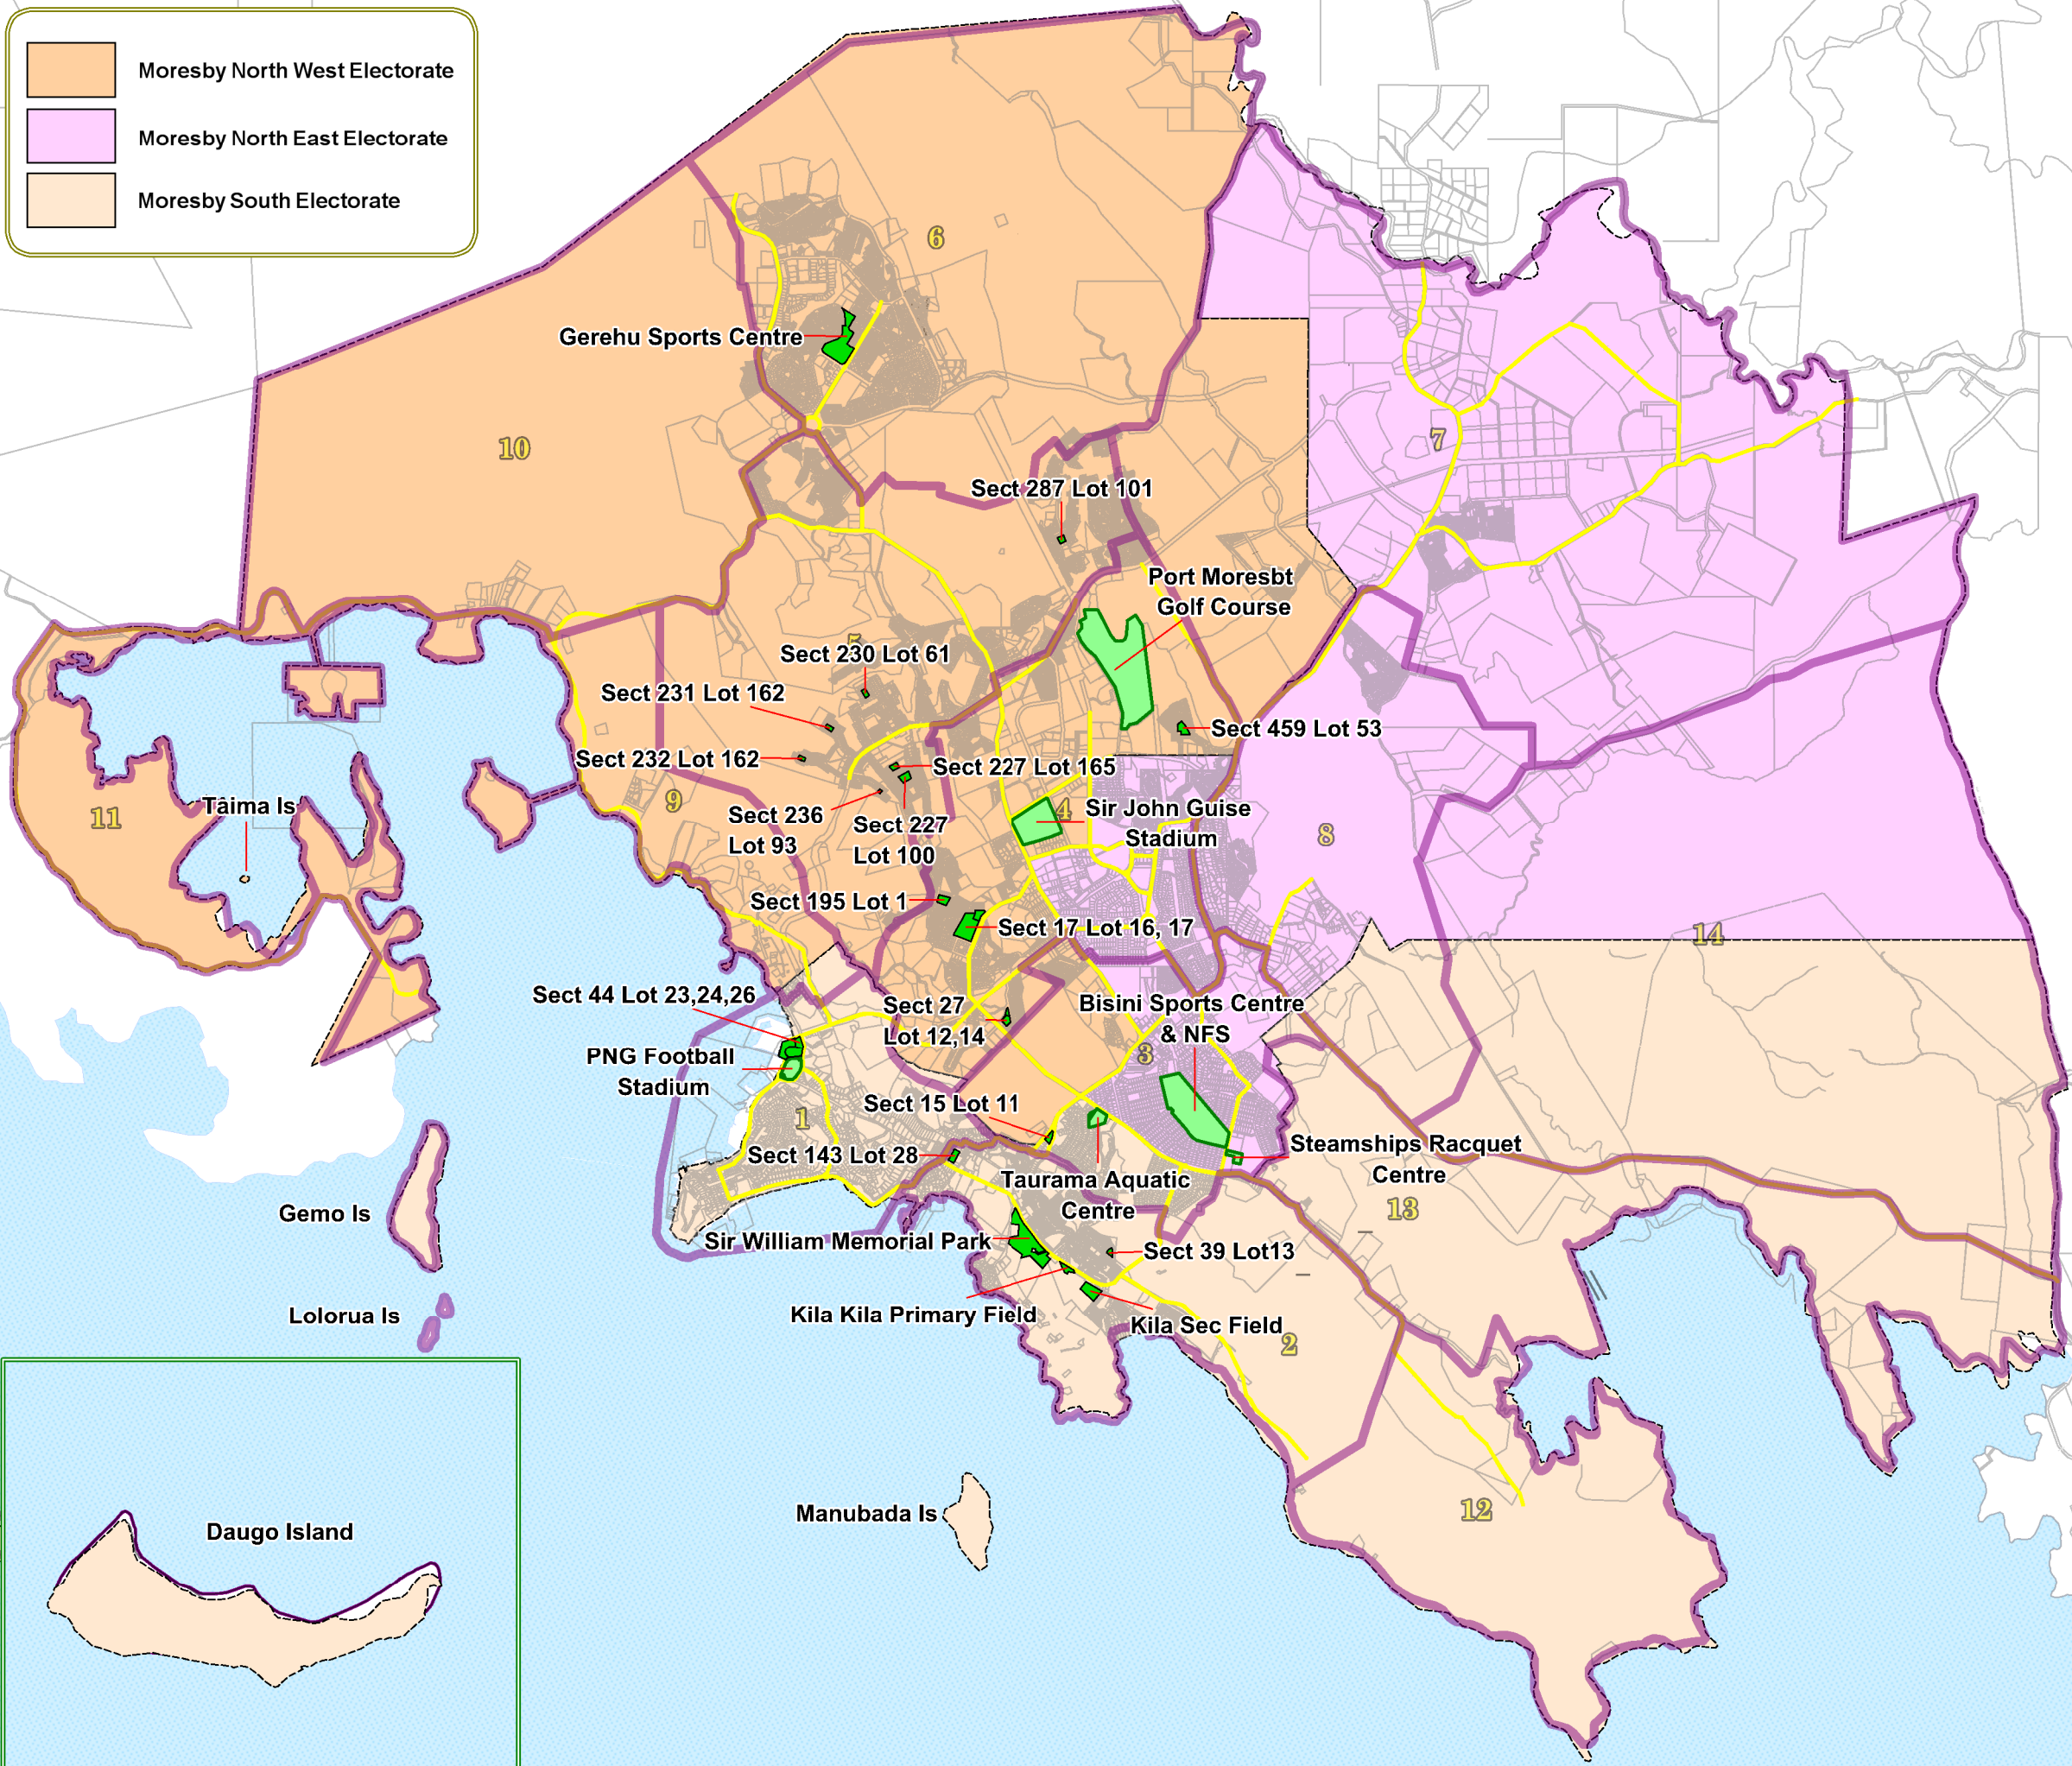 Moresby North West Electorate
Moresby North East Electorate
Moresby South Electorate
6
Gerehu Sports Centre
10
7
Sect 287 Lot 101
Port Moresbt
Golf Course
5
Sect 230 Lot 61
Sect 231 Lot 162
Sect 459 Lot 53
Sect 232 Lot 162
Sect 227 Lot 165
9
11
Taima Is
Sect 236
Lot 93
Sect 227
Lot 100
4
Sir John Guise
Stadium
8
Sect 195 Lot 1
Sect 17 Lot 16, 17
14
Sect 44 Lot 23,24,26
Sect 27
Lot 12,14
Bisini Sports Centre
& NFS
3
PNG Football
Stadium
1
Sect 15 Lot 11
Sect 143 Lot 28
Steamships Racquet
Centre
Taurama Aquatic
Centre
13
Gemo Is
Sir William Memorial Park
Sect 39 Lot13
Lolorua Is
Kila Kila Primary Field
Kila Sec Field
2
12
Manubada Is
Daugo Island